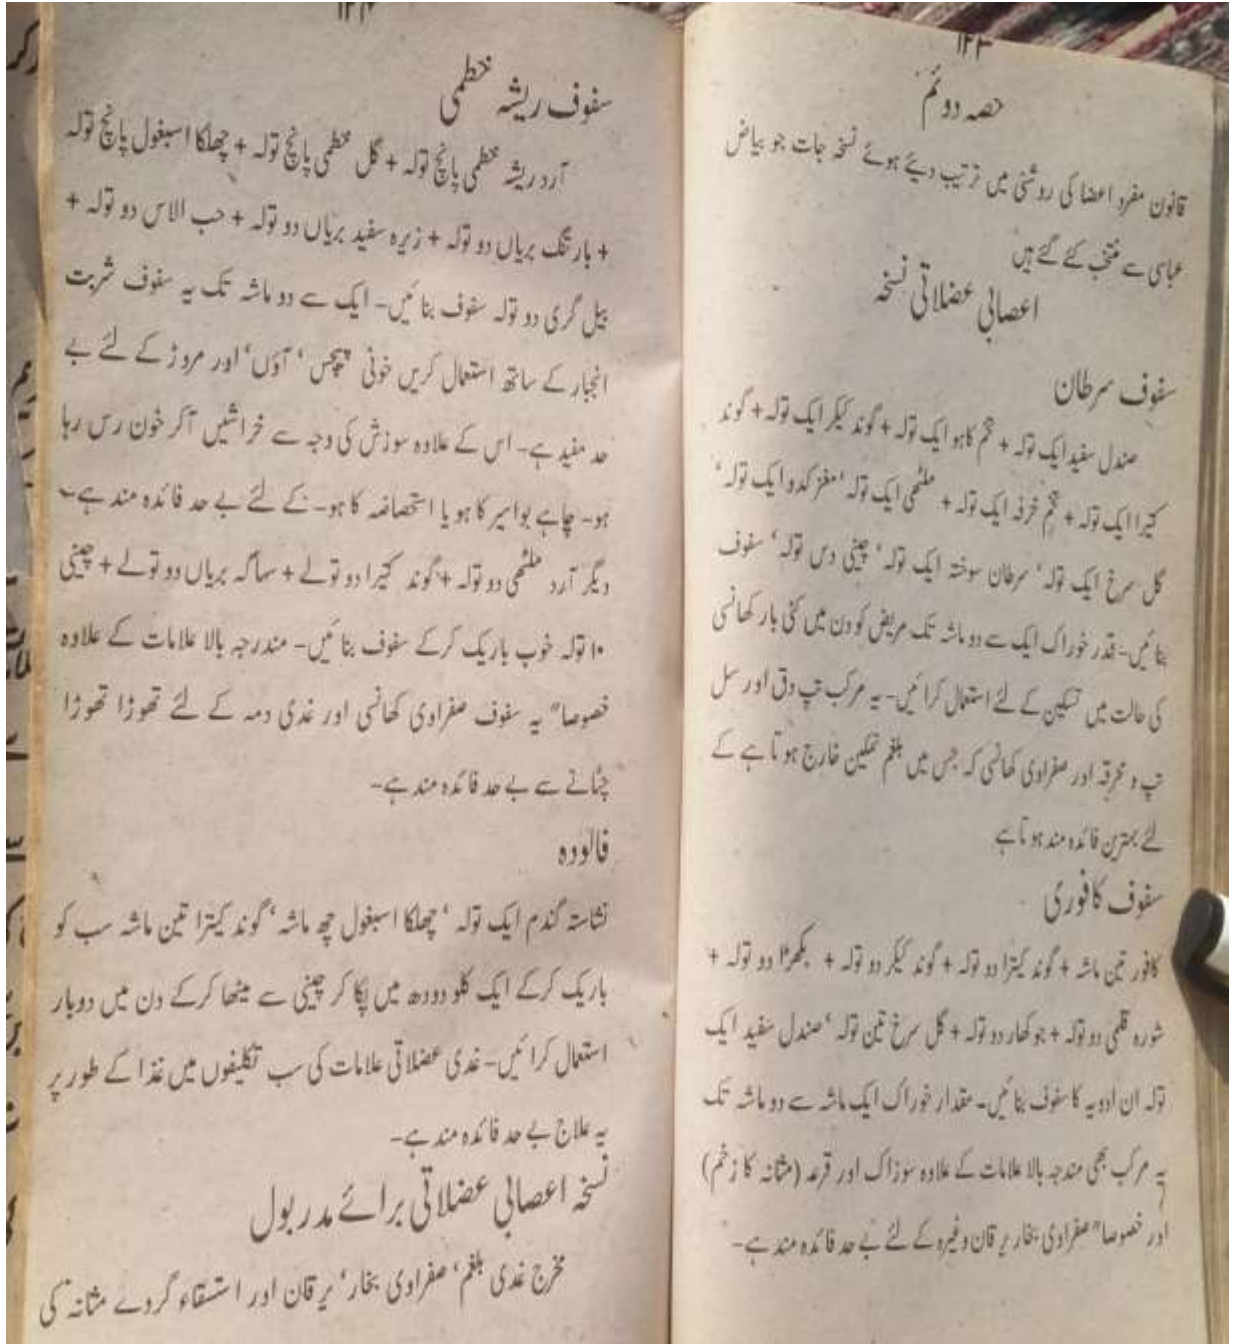 ۱۲۳
حصہ دوئم
قانون مفرد اعضا کی روشنی میں ترتیب دیئے ہوئے نسخہ جات جو بیاض
عباسی سے منتخب کئے گئے ہیں
اعصابی عضلاتی نسخہ
سفوف سرطان
صندل سفید ایک تولہ + تخم کاہو ایک تولہ + گوند کیکر ایک تولہ + گوند
کتیرا ایک تولہ + تخم خرفہ ایک تولہ + ملٹھی ایک تولہ ' مغز کدو ایک تولہ '
گل سرخ ایک تولہ ' سرطان سوختہ ایک تولہ ' چینی دس تولہ ' سفوف
بنائیں۔ قدر خوراک ایک سے دو ماشہ تک مریض کو دن میں کئی بار کھانسی
کی حالت میں تسکین کے لئے استعمال کرائیں۔ یہ مرکب تپ دق اور سل
تپ و محرقہ اور صفراوی کھانسی کہ جس میں بلغم نمکین خارج ہوتا ہے کے
لئے بہترین فائدہ مند ہوتا ہے
سفوف کافوری
کافور تین ماشہ + گوند کیترا دو تولہ + گوند کیکر دو تولہ + بکھڑا دو تولہ +
شورہ قلمی دو تولہ + جو کھار دو تولہ + گل سرخ تین تولہ ' صندل سفید ایک
تولہ ان ادویہ کا سفوف بنائیں۔ مقدار خوراک ایک ماشہ سے دو ماشہ تک
یہ مرکب بھی مندجہ بالا علامات کے علاوہ سوزاک اور قرعہ (مثانہ کا زخم)
اور خصوصا" صفراوی بخار یرقان وغیرہ کے لئے بے حد فائدہ مند ہے۔
۱۲۴
سفوف ریشہ خطمی
آرد ریشہ خطمی پانچ تولہ + گل خطمی پانچ تولہ + چھلکا اسبغول پانچ تولہ
+ بارتنگ بریاں دو تولہ + زیرہ سفید بریاں دو تولہ + حب الاس دو تولہ +
بیل گری دو تولہ سفوف بنائیں۔ ایک سے دو ماشہ تک یہ سفوف شربت
انجبار کے ساتھ استعمال کریں خونی پیچس ' آؤں' اور مروڑ کے لئے بے
حد مفید ہے۔ اس کے علاوہ سوزش کی وجہ سے خراشیں آکر خون رس رہا
ہو۔ چاہے بواسیر کا ہو یا استحاضہ کا ہو۔ کے لئے بے حد فائدہ مند ہے۔
دیگر آرد ملٹھی دو تولہ + گوند کتیرا دو تولے + سہاگہ بریاں دو تولے + چینی
۱۰ تولہ خوب باریک کرکے سفوف بنائیں۔ مندرجہ بالا علامات کے علاوہ
خصوصا" یہ سفوف صفراوی کھانسی اور غدی دمہ کے لئے تھوڑا تھوڑا
چٹانے سے بے حد فائدہ مند ہے۔
فالودہ
نشاستہ گندم ایک تولہ ' چھلکا اسبغول چھ ماشہ ' گوند کیترا تین ماشہ سب کو
باریک کرکے ایک کلو دودھ میں پکا کر چینی سے میٹھا کرکے دن میں دوبار
استعمال کرائیں۔ غدی عضلاتی علامات کی سب تکلیفوں میں غذا کے طور پر
یہ علاج بے حد فائدہ مند ہے۔
نسخہ اعصابی عضلاتی برائے مدر بول
مخرج غدی بلغم ' صفراوی بخار ' یرقان اور استسقاء گردے مثانہ کی